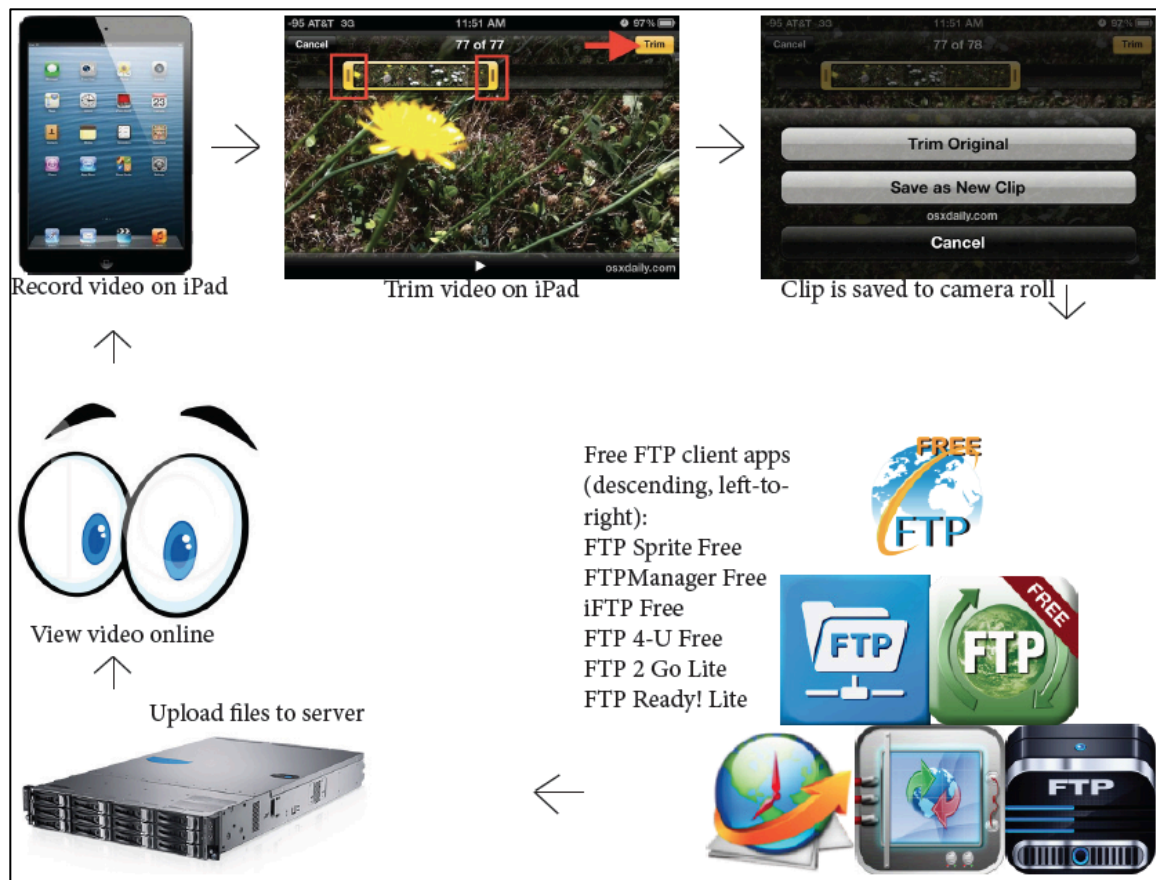 -95 AT&T 3G 11:51 AM 97%
Cancel 77 of 77 Trim
osxdaily.com
Record video on iPad
Trim video on iPad
-95 AT&T 3G 11:51 AM 97%
Cancel 77 of 78 Trim
Trim Original
Save as New Clip
osxdaily.com
Cancel
Clip is saved to camera roll
Free FTP client apps
(descending, left-to-
right):
FTP Sprite Free
FTPManager Free
iFTP Free
FTP 4-U Free
FTP 2 Go Lite
FTP Ready! Lite
FREE
FTP
FTP
FREE
FTP
FTP
Upload files to server
View video online